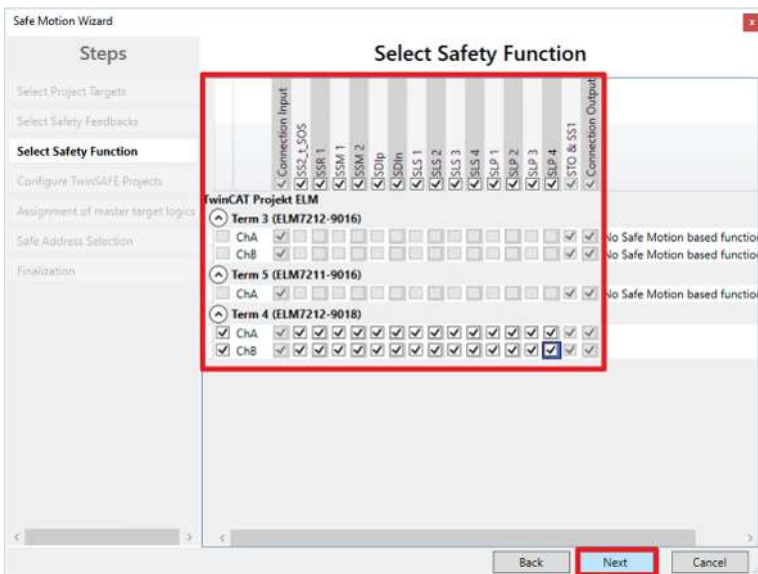 Safe Motion Wizard
x
Steps
Select Project Targets
Select Safety Feedbacks
Select Safety Function
Configure TwinSAFE Projects
Assignment of master target logics
Safe Address Selection
Finalization
Select Safety Function
Connection Input
SS2_t_SOS
SSR 1
SSM 1
SSM 2
SDIp
SDIn
SLS 1
SLS 2
SLS 3
SLS 4
SLP 1
SLP 2
SLP 3
SLP 4
STO & SS1
Connection Output
TwinCAT Projekt ELM
Term 3 (ELM7212-9016)
ChA No Safe Motion based functio
ChB No Safe Motion based functio
Term 5 (ELM7211-9016)
ChA No Safe Motion based functio
Term 4 (ELM7212-9018)
ChA
ChB
Back Next Cancel